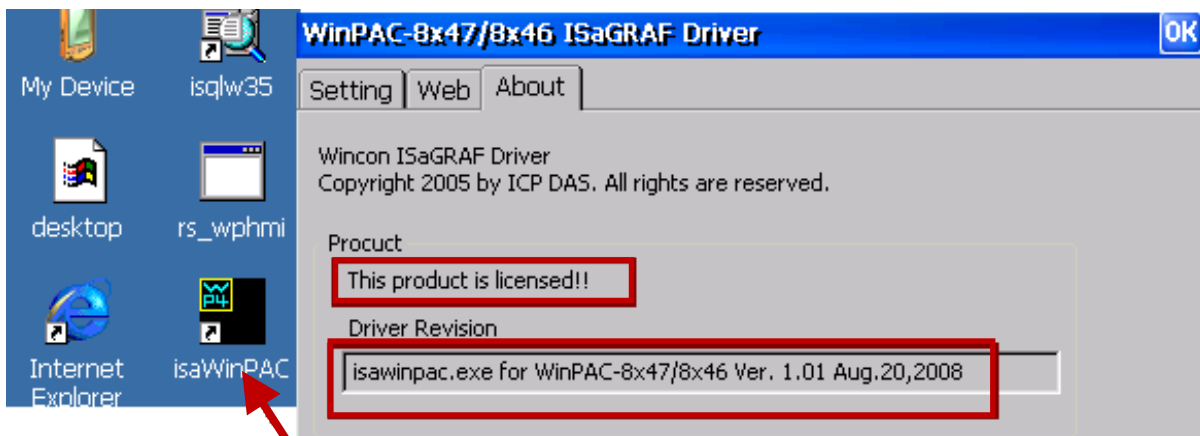 My Device
isqlw35
desktop
rs_wphmi
Internet
Explorer
W
P4
isaWinPAC
WinPAC-8x47/8x46 ISaGRAF Driver
OK
Setting
Web
About
Wincon ISaGRAF Driver
Copyright 2005 by ICP DAS. All rights are reserved.
Procuct
This product is licensed!!
Driver Revision
isawinpac.exe for WinPAC-8x47/8x46 Ver. 1.01 Aug.20,2008